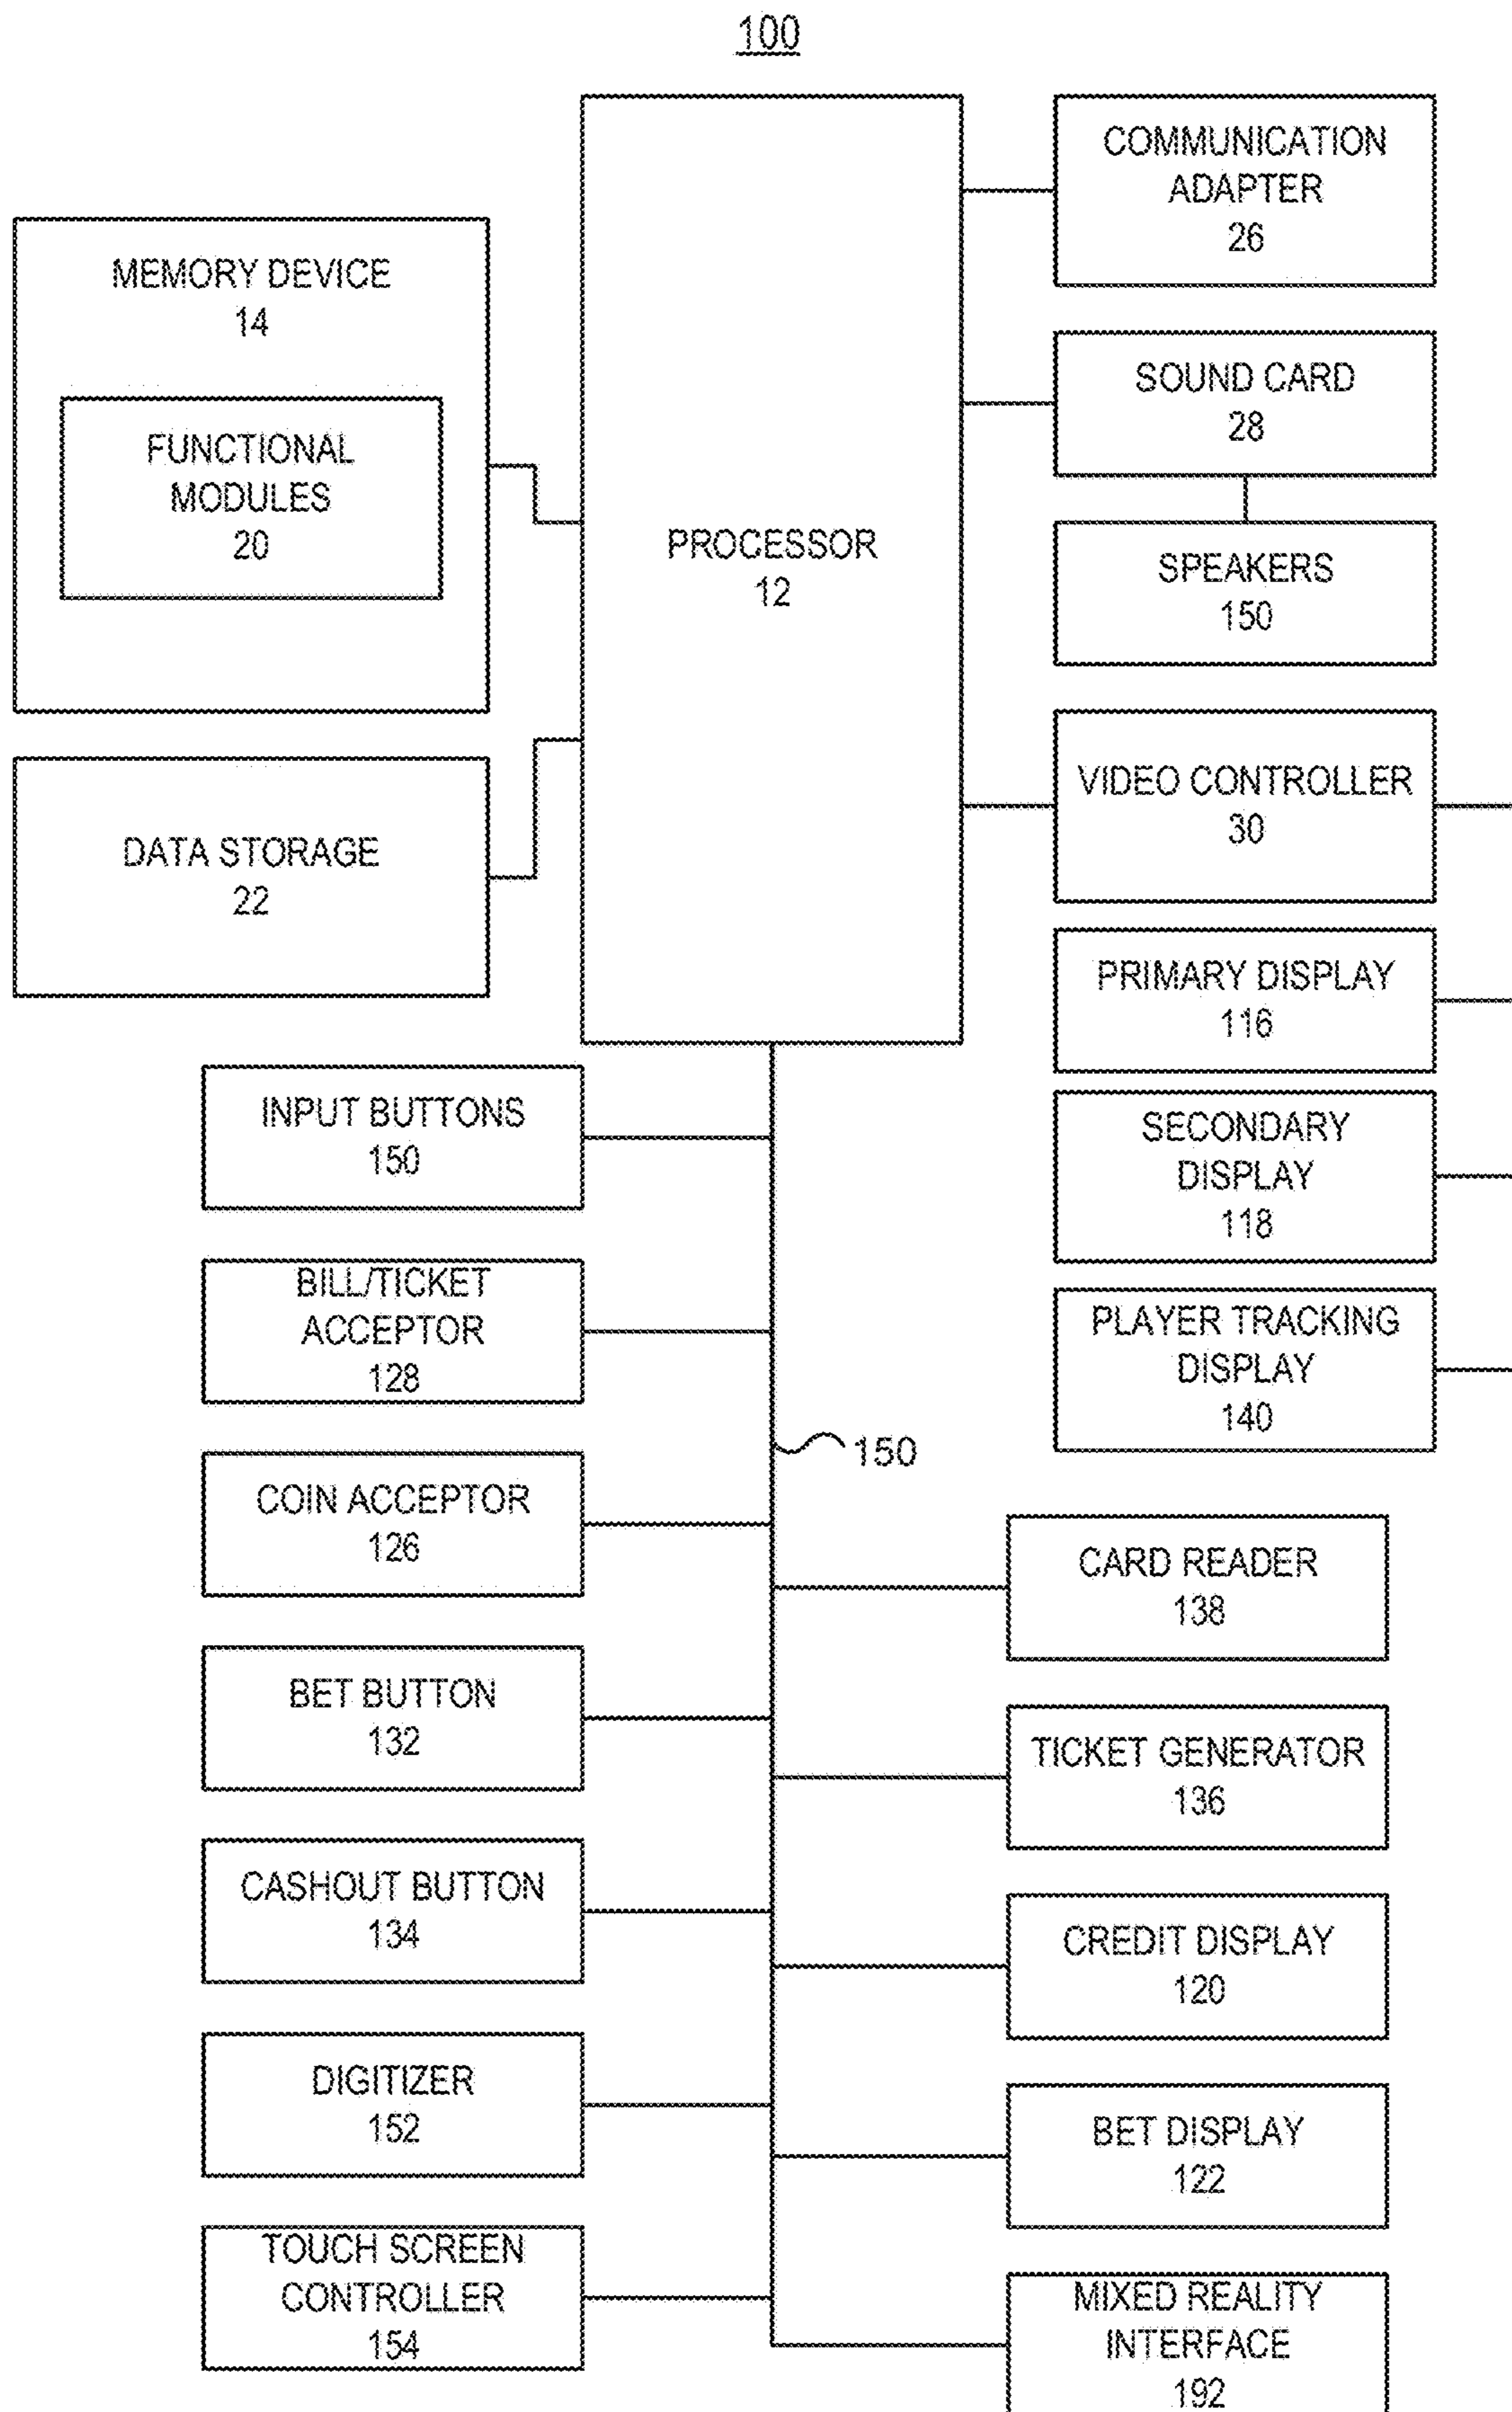 100
PROCESSOR
12
MEMORY DEVICE
14
FUNCTIONAL
MODULES
20
DATA STORAGE
22
COMMUNICATION
ADAPTER
26
SOUND CARD
28
SPEAKERS
150
VIDEO CONTROLLER
30
PRIMARY DISPLAY
116
SECONDARY
DISPLAY
118
PLAYER TRACKING
DISPLAY
140
INPUT BUTTONS
150
BILL/TICKET
ACCEPTOR
128
COIN ACCEPTOR
126
BET BUTTON
132
CASHOUT BUTTON
134
DIGITIZER
152
TOUCH SCREEN
CONTROLLER
154
150
CARD READER
138
TICKET GENERATOR
136
CREDIT DISPLAY
120
BET DISPLAY
122
MIXED REALITY
INTERFACE
192